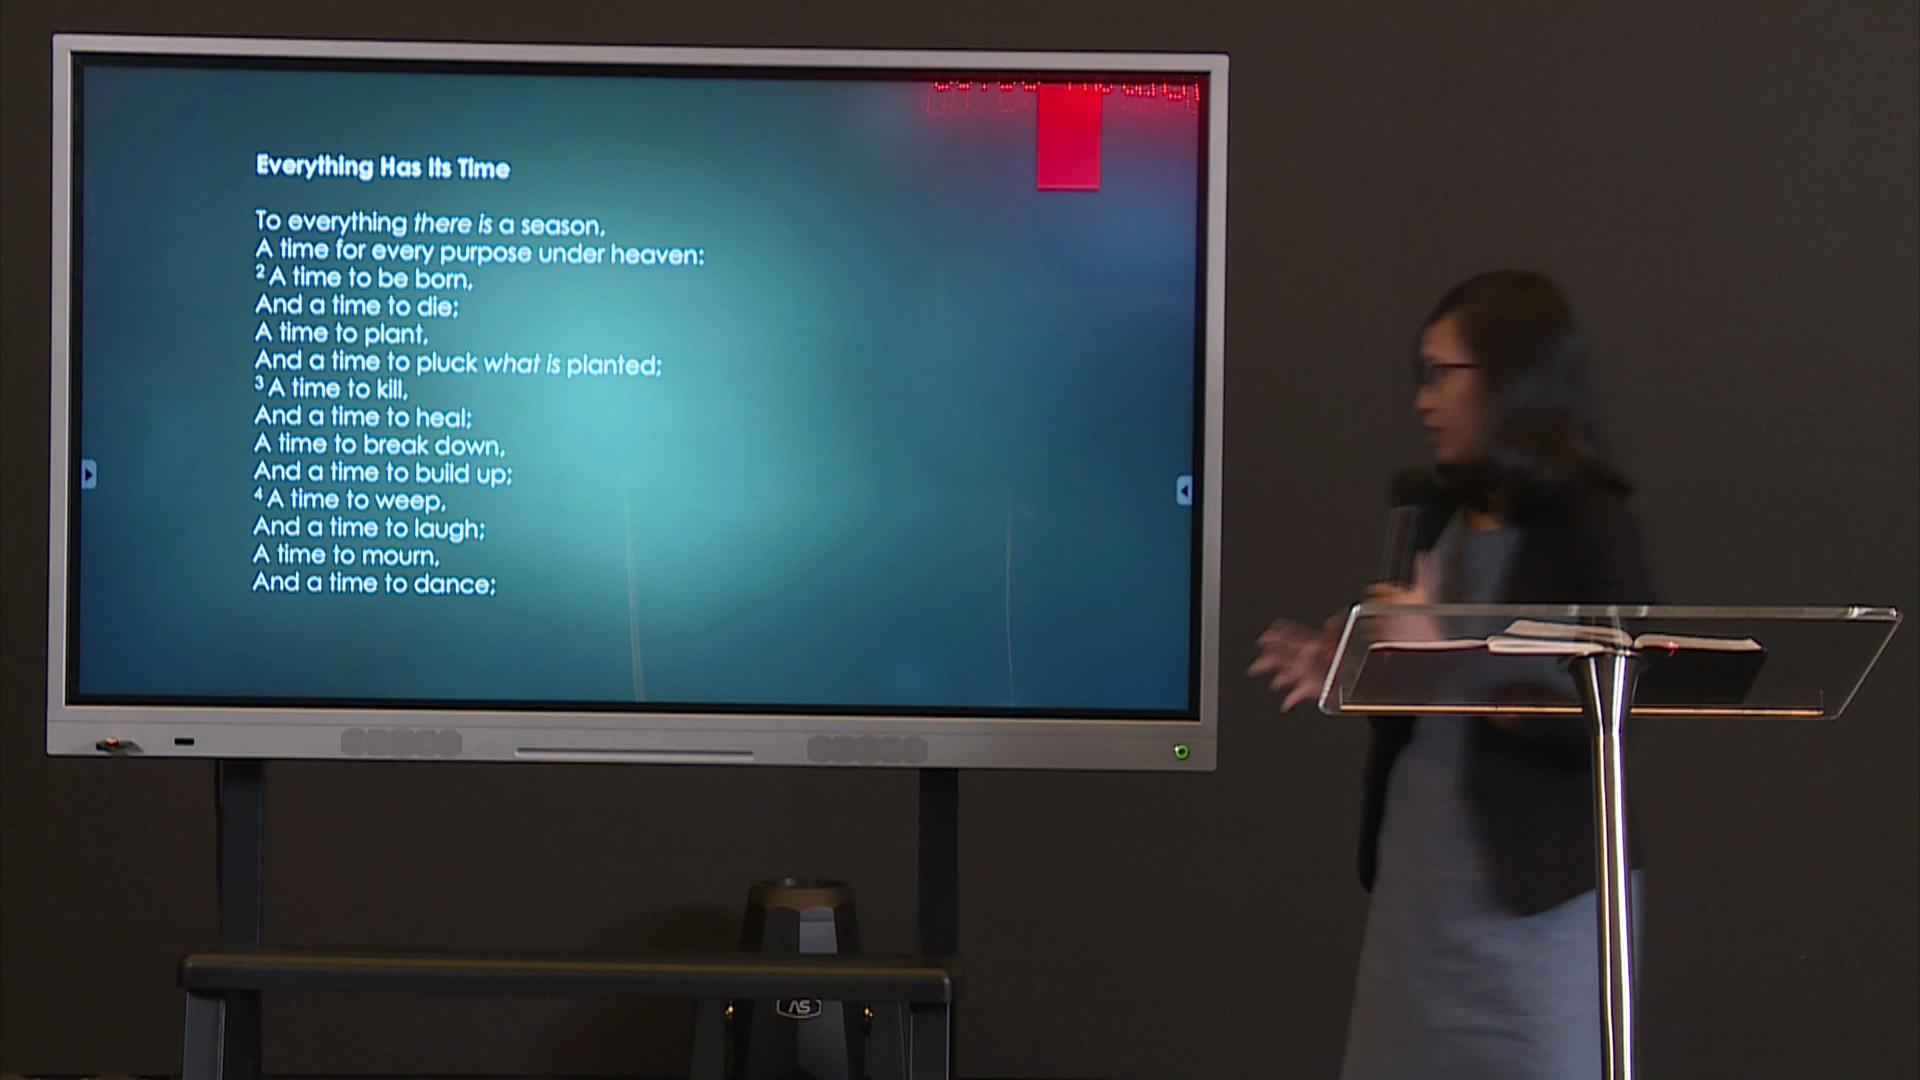 Everything Has Its Time
To everything there is a season,
A time for every purpose under heaven:
2 A time to be born,
And a time to die;
A time to plant,
And a time to pluck what is planted;
3 A time to kill,
And a time to heal;
A time to break down,
And a time to build up;
4 A time to weep,
And a time to laugh;
A time to mourn,
And a time to dance;
AS